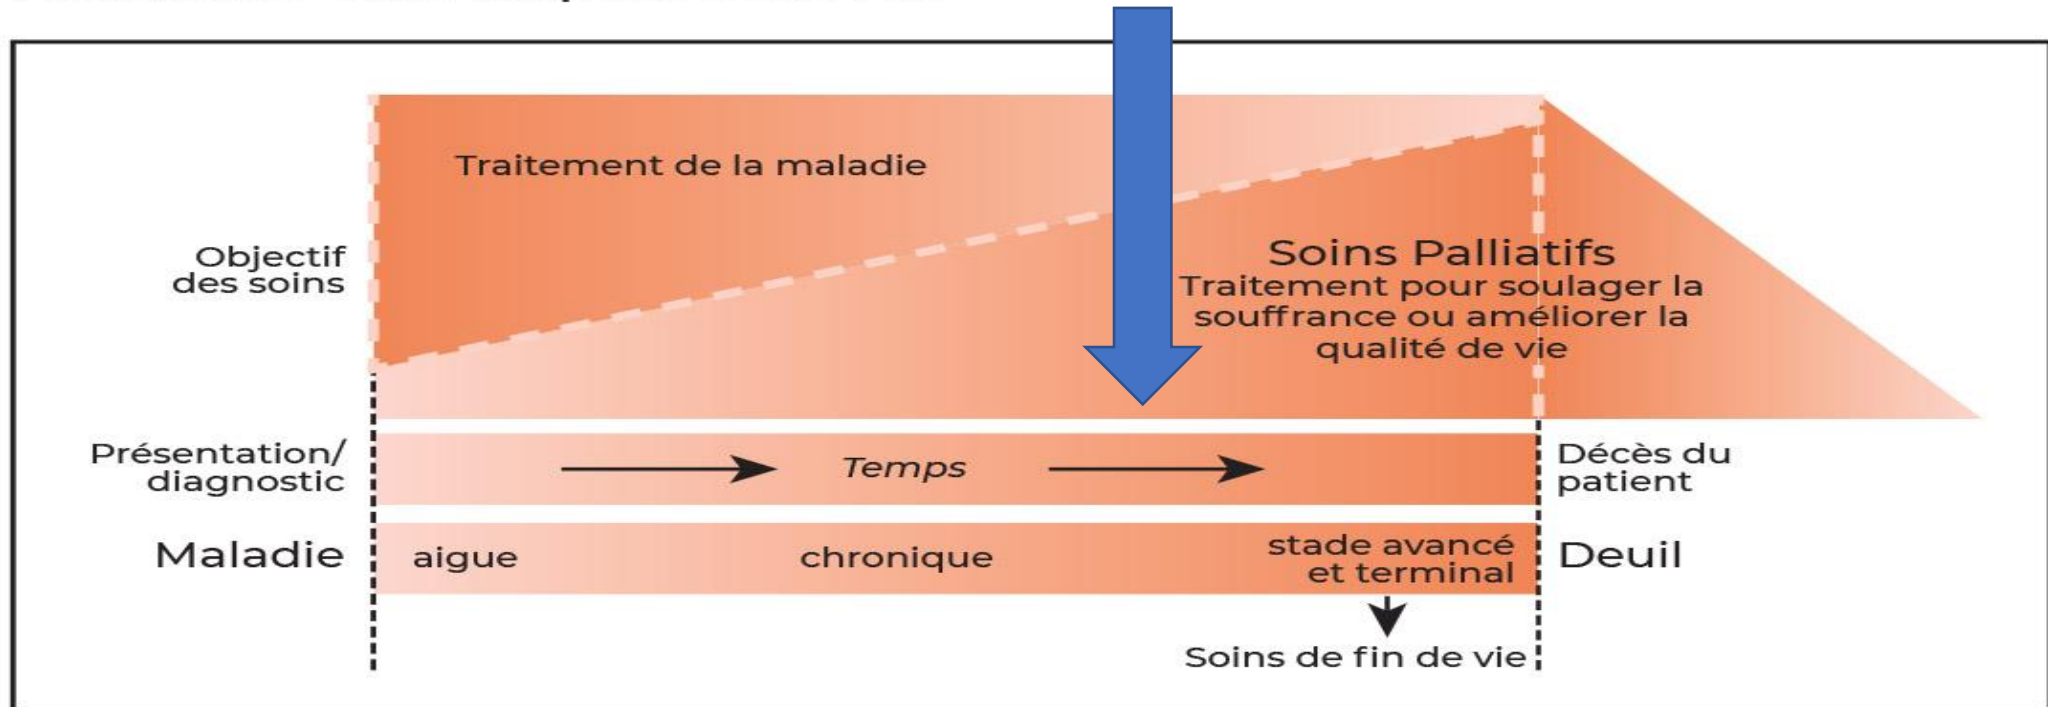 Traitement de la maladie
Objectif
des soins
Soins Palliatifs
Traitement pour soulager la
souffrance ou améliorer la
qualité de vie
Présentation/
diagnostic
Temps
Décès du
patient
Maladie
aigue
chronique
stade avancé
et terminal
Deuil
Soins de fin de vie